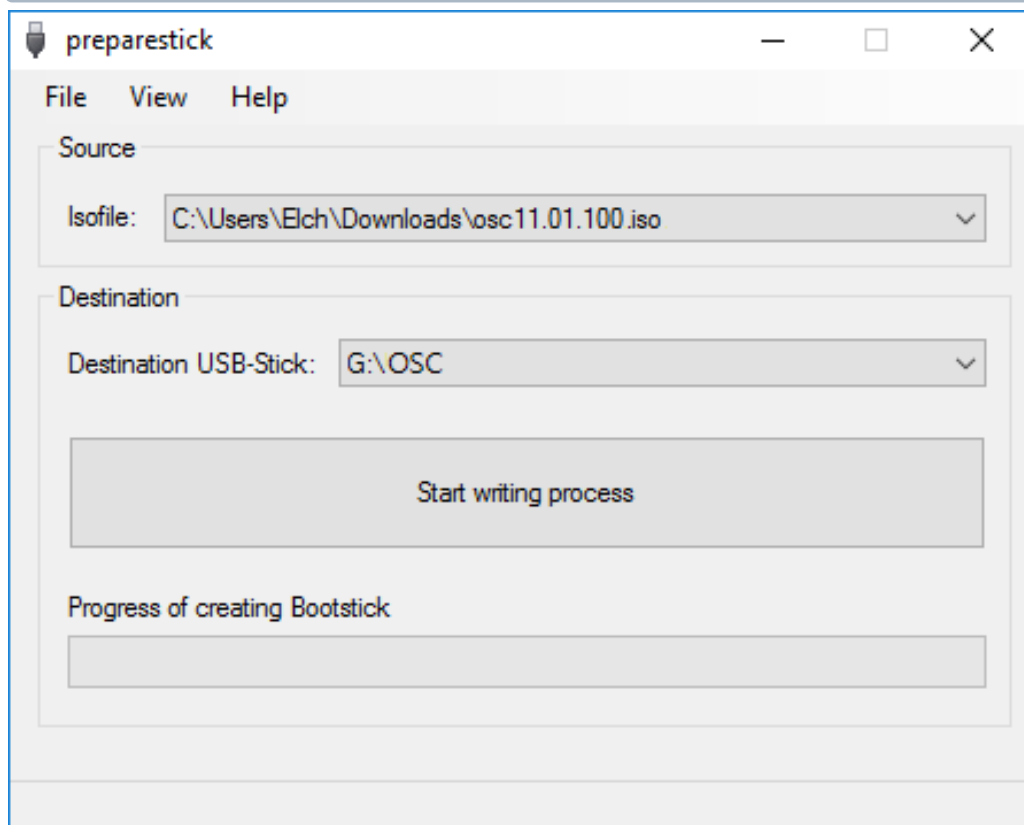 preparestick
File View Help
Source
Isofile: C:\Users\Elch\Downloads\osc11.01.100.iso
Destination
Destination USB-Stick: G:\OSC
Start writing process
Progress of creating Bootstick